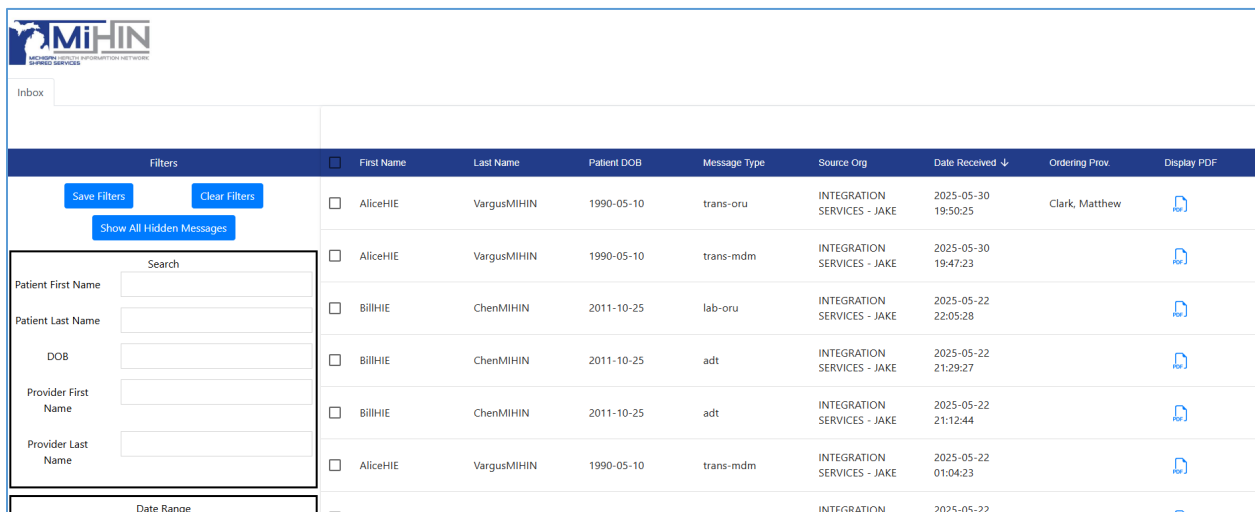 MiHIN
MICHIGAN HEALTH INFORMATION NETWORK
SHARED SERVICES
Inbox
Filters
Save Filters Clear Filters
Show All Hidden Messages
Search
Patient First Name
Patient Last Name
DOB
Provider First
Name
Provider Last
Name
Date Range
First Name Last Name Patient DOB Message Type Source Org Date Received ↓ Ordering Prov. Display PDF
AliceHIE VargusMIHIN 1990-05-10 trans-oru INTEGRATION SERVICES - JAKE 2025-05-30 19:50:25 Clark, Matthew PDF
AliceHIE VargusMIHIN 1990-05-10 trans-mdm INTEGRATION SERVICES - JAKE 2025-05-30 19:47:23 PDF
BillHIE ChenMIHIN 2011-10-25 lab-oru INTEGRATION SERVICES - JAKE 2025-05-22 22:05:28 PDF
BillHIE ChenMIHIN 2011-10-25 adt INTEGRATION SERVICES - JAKE 2025-05-22 21:29:27 PDF
BillHIE ChenMIHIN 2011-10-25 adt INTEGRATION SERVICES - JAKE 2025-05-22 21:12:44 PDF
AliceHIE VargusMIHIN 1990-05-10 trans-mdm INTEGRATION SERVICES - JAKE 2025-05-22 01:04:23 PDF
INTEGRATION 2025-05-22